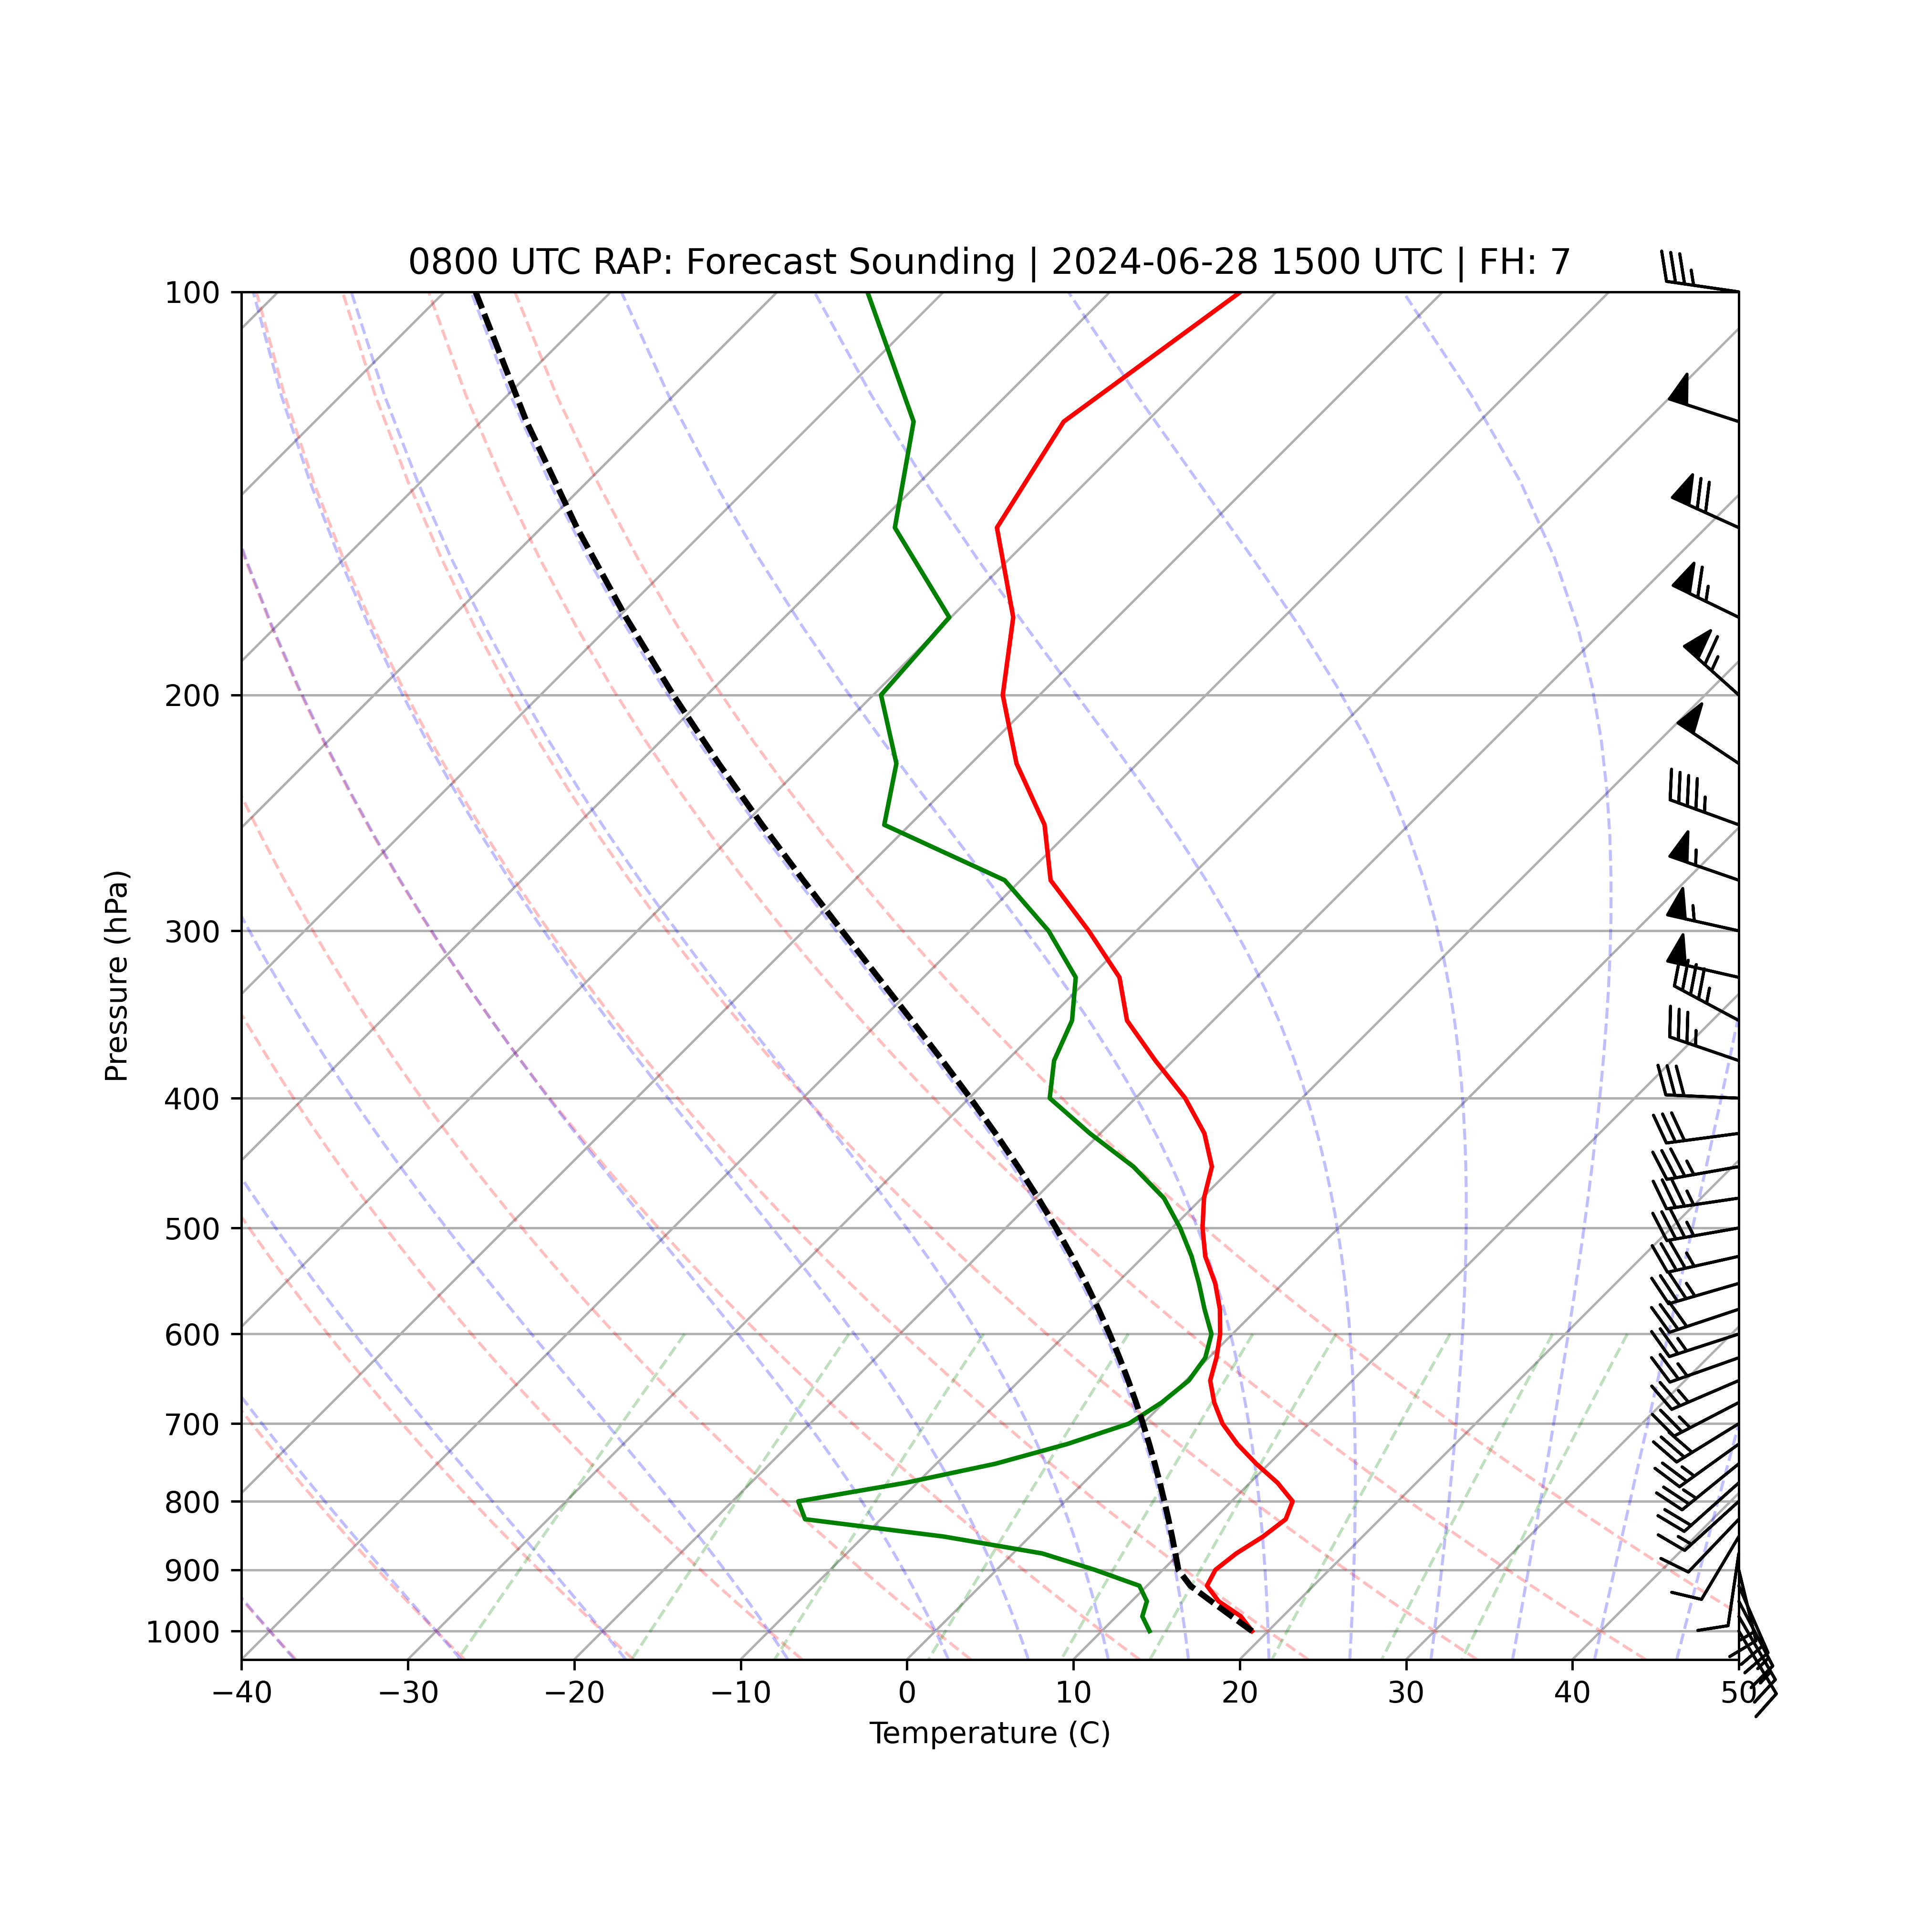 0800 UTC RAP: Forecast Sounding | 2024-06-28 1500 UTC | FH: 7
100
200
300
400
500
600
700
800
900
1000
Pressure (hPa)
−40 −30 −20 −10 0 10 20 30 40 50
Temperature (C)